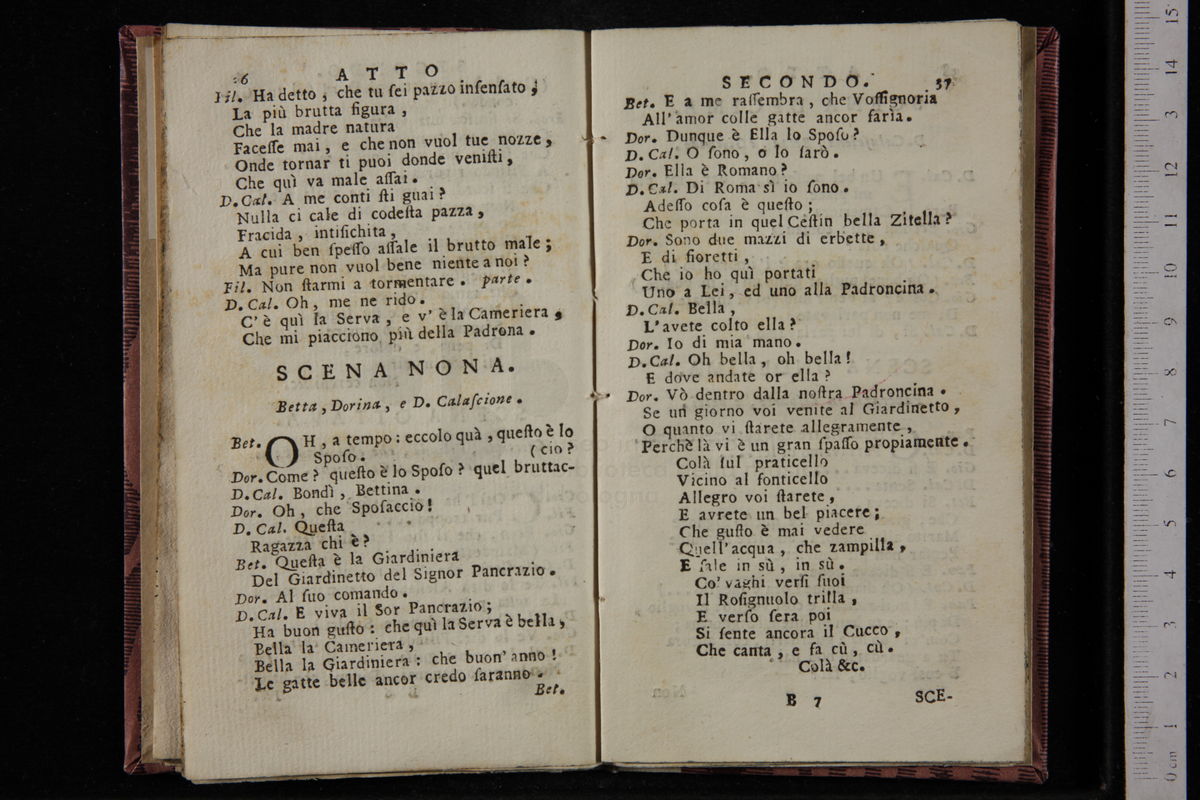 36
ATTO
Fil. Ha detto, che tu ſei pazzo inſenſato;
La più brutta figura,
Che la madre natura
Faceſſe mai, e che non vuol tue nozze,
Onde tornar ti puoi donde veniſti,
Che quì va male aſſai.
D. Cal. A me conti ſti guai?
Nulla ci cale di codeſta pazza,
Fracida, intiſichita,
A cui ben ſpeſſo aſſale il brutto male;
Ma pure non vuol bene niente a noi?
Fil. Non ſtarmi a tormentare. parte.
D. Cal. Oh, me ne rido.
C' è quì la Serva, e v' è la Cameriera,
Che mi piacciono più della Padrona.
SCENA NONA.
Betta, Dorina, e D. Calaſcione.
Bet. OH, a tempo: eccolo quà, queſto è lo
Spoſo. (cio?
Dor. Come? queſto è lo Spoſo? quel bruttac-
D. Cal. Bondì, Bettina.
Dor. Oh, che Spoſaccio!
D. Cal. Queſta
Ragazza chi è?
Bet. Queſta è la Giardiniera
Del Giardinetto del Signor Pancrazio.
Dor. Al ſuo comando.
D. Cal. E viva il Sor Pancrazio;
Ha buon guſto: che quì la Serva è bella,
Bella la Cameriera,
Bella la Giardiniera: che buon' anno!
Le gatte belle ancor credo ſaranno.
Bet.
SECONDO. 37
Bet. E a me raſſembra, che Voſſignoria
All' amor colle gatte ancor farìa.
Dor. Dunque è Ella lo Spoſo?
D. Cal. O ſono, o lo ſarò.
Dor. Ella è Romano?
D. Cal. Di Roma sì io ſono.
Adeſſo coſa è queſto;
Che porta in quel Ceſtin bella Zitella?
Dor. Sono due mazzi di erbette,
E di fioretti,
Che io ho quì portati
Uno a Lei, ed uno alla Padroncina.
D. Cal. Bella,
L' avete colto ella?
Dor. Io di mia mano.
D. Cal. Oh bella, oh bella!
E dove andate or ella?
Dor. Vò dentro dalla noſtra Padroncina.
Se un giorno voi venite al Giardinetto,
O quanto vi ſtarete allegramente,
Perchè là vi è un gran ſpaſſo propiamente.
Colà ſul praticello
Vicino al fonticello
Allegro voi ſtarete,
E avrete un bel piacere;
Che guſto è mai vedere
Quell' acqua, che zampilla,
E ſale in sù, in sù.
Co' vaghi verſi ſuoi
Il Roſignuolo trilla,
E verſo ſera poi
Si ſente ancora il Cucco,
Che canta, e fa cù, cù.
Colà &c.
B 7 SCE-